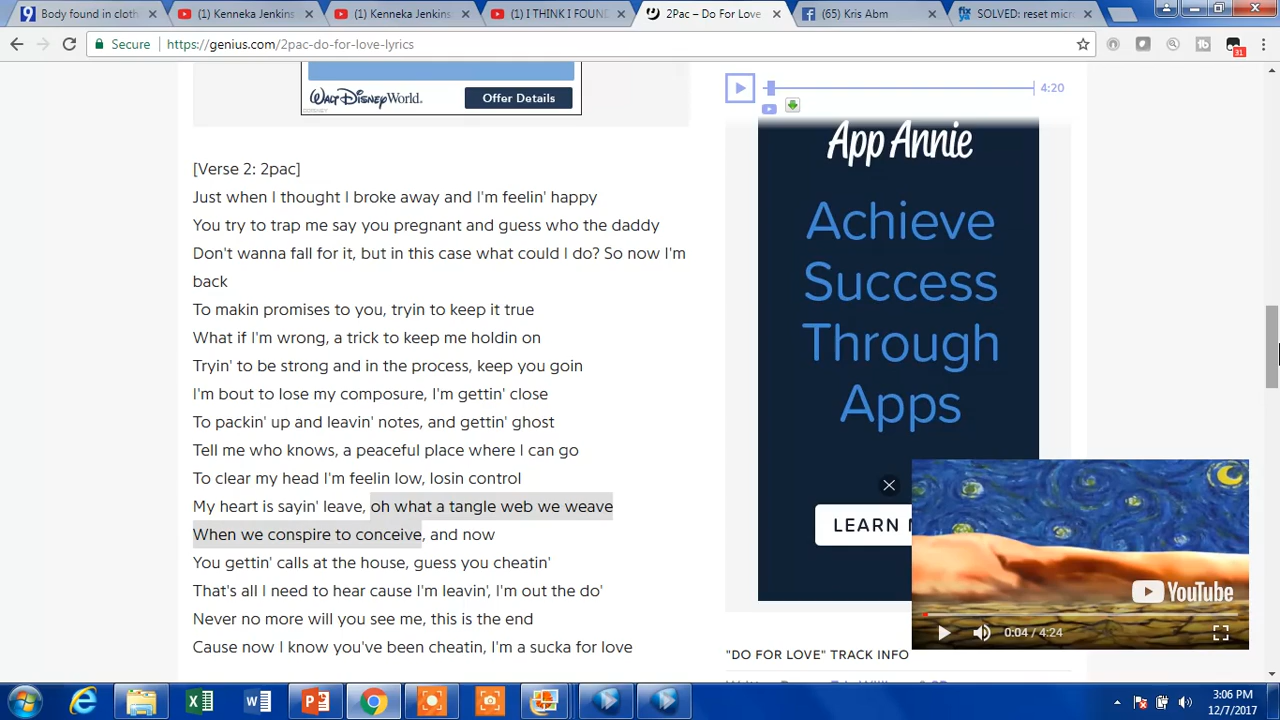 Body found in cloth
(1) Kenneka Jenkins
(1) Kenneka Jenkins
(1) I THINK I FOUND
2Pac – Do For Love
(65) Kris Abm
SOLVED: reset micro
Secure
https://genius.com/2pac-do-for-love-lyrics
31
WALT DISNEY World.
Offer Details
4:20
App Annie
Achieve
Success
Through
Apps
LEARN
[Verse 2: 2pac]
Just when I thought I broke away and I'm feelin' happy
You try to trap me say you pregnant and guess who the daddy
Don't wanna fall for it, but in this case what could I do? So now I'm
back
To makin promises to you, tryin to keep it true
What if I'm wrong, a trick to keep me holdin on
Tryin' to be strong and in the process, keep you goin
I'm bout to lose my composure, I'm gettin' close
To packin' up and leavin' notes, and gettin' ghost
Tell me who knows, a peaceful place where I can go
To clear my head I'm feelin low, losin control
My heart is sayin' leave, oh what a tangle web we weave
When we conspire to conceive, and now
You gettin' calls at the house, guess you cheatin'
That's all I need to hear cause I'm leavin', I'm out the do'
Never no more will you see me, this is the end
Cause now I know you've been cheatin, I'm a sucka for love
YouTube
0:04 / 4:24
"DO FOR LOVE" TRACK INFO
3:06 PM
12/7/2017